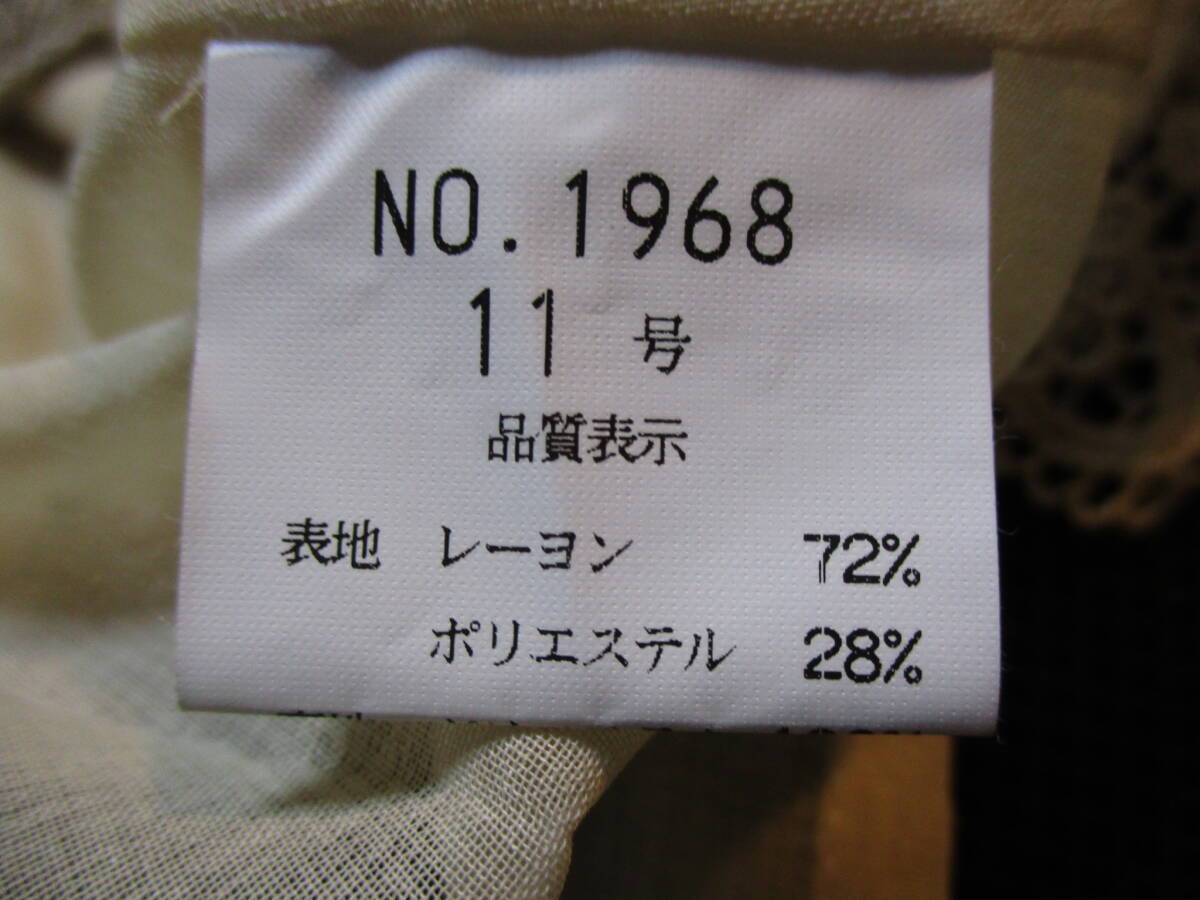 NO. 1968
11 号
品質表示
表地 レーヨン 72%
ポリエステル 28%